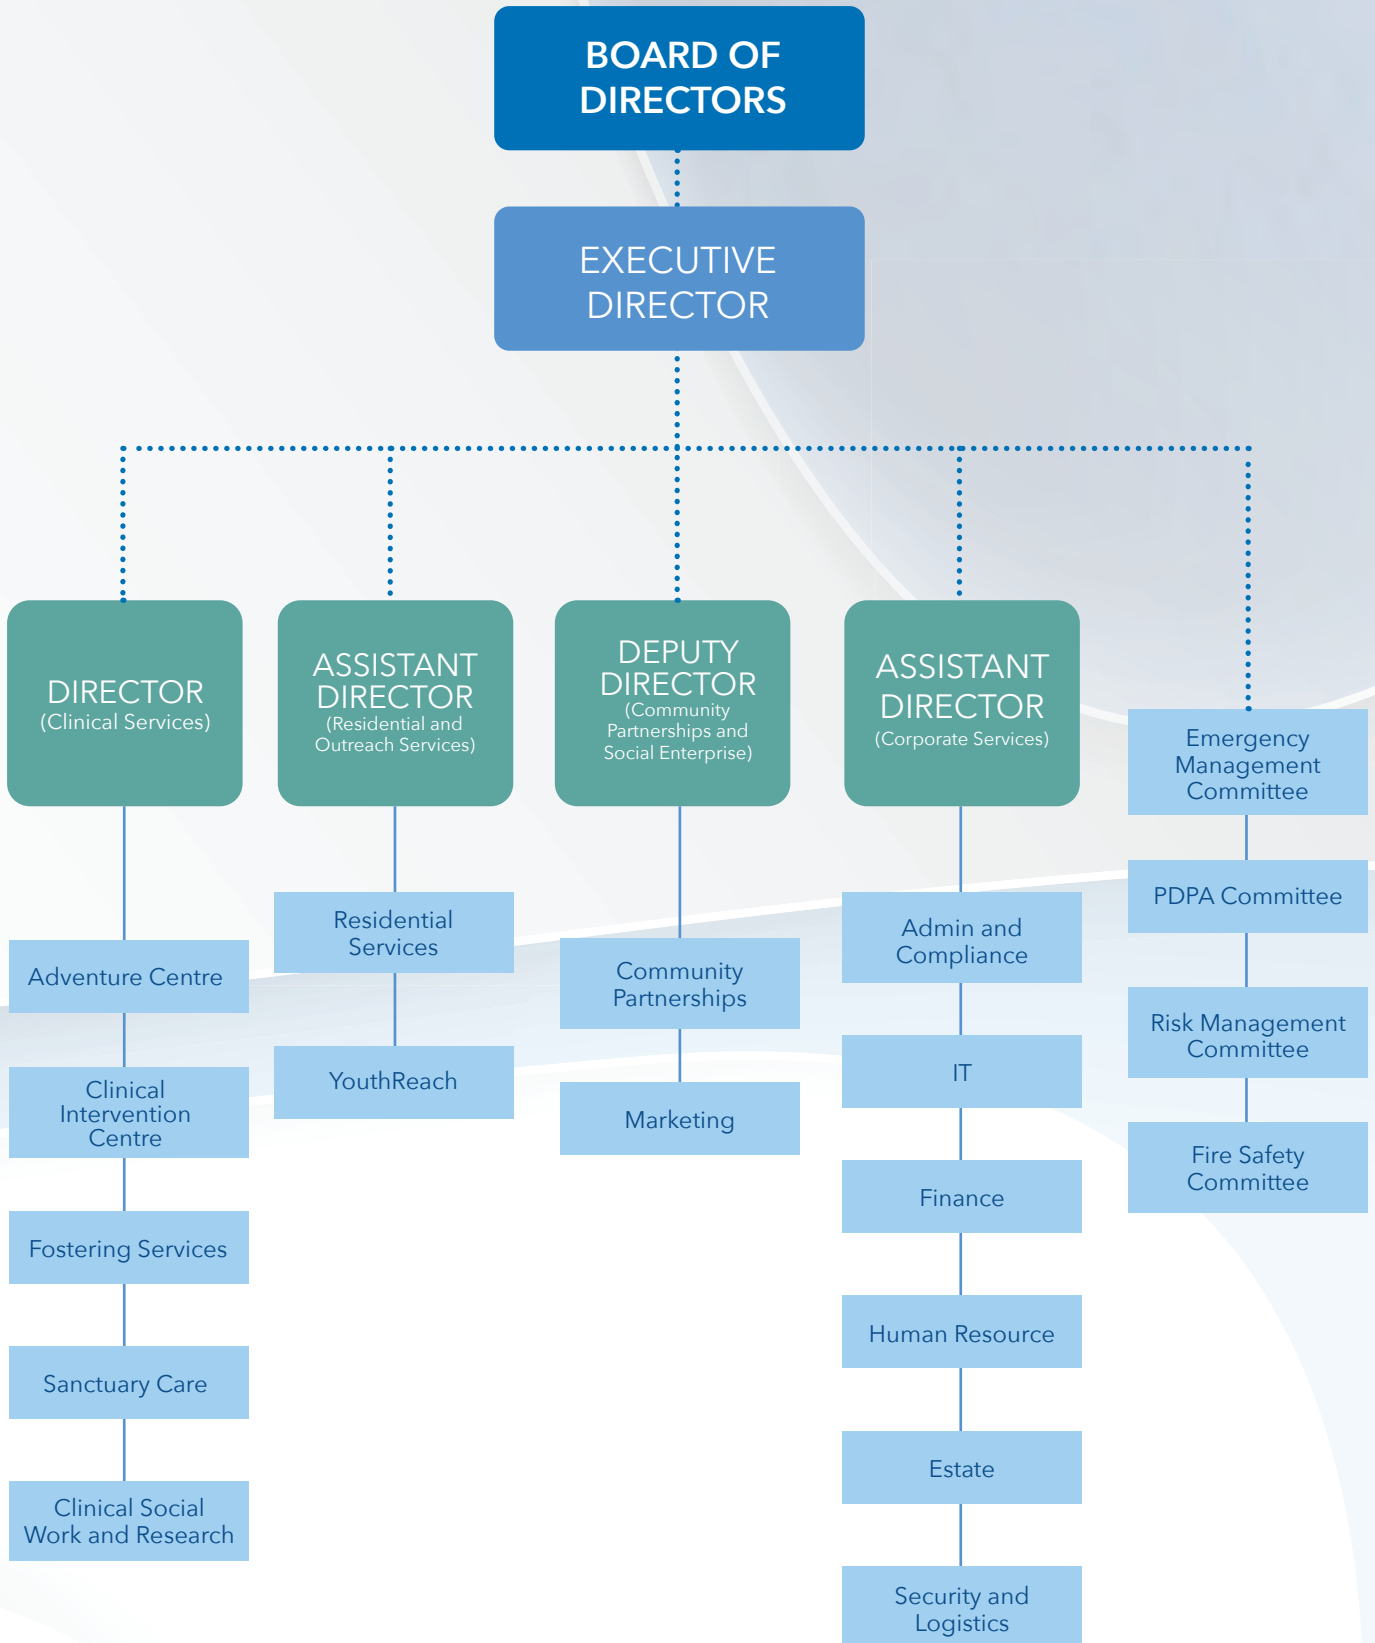 BOARD OF
DIRECTORS
EXECUTIVE
DIRECTOR
DIRECTOR
(Clinical Services)
Adventure Centre
Clinical
Intervention
Centre
Fostering Services
Sanctuary Care
Clinical Social
Work and Research
ASSISTANT
DIRECTOR
(Residential and
Outreach Services)
Residential
Services
YouthReach
DEPUTY
DIRECTOR
(Community
Partnerships and
Social Enterprise)
Community
Partnerships
Marketing
ASSISTANT
DIRECTOR
(Corporate Services)
Admin and
Compliance
IT
Finance
Human Resource
Estate
Security and
Logistics
Emergency
Management
Committee
PDPA Committee
Risk Management
Committee
Fire Safety
Committee